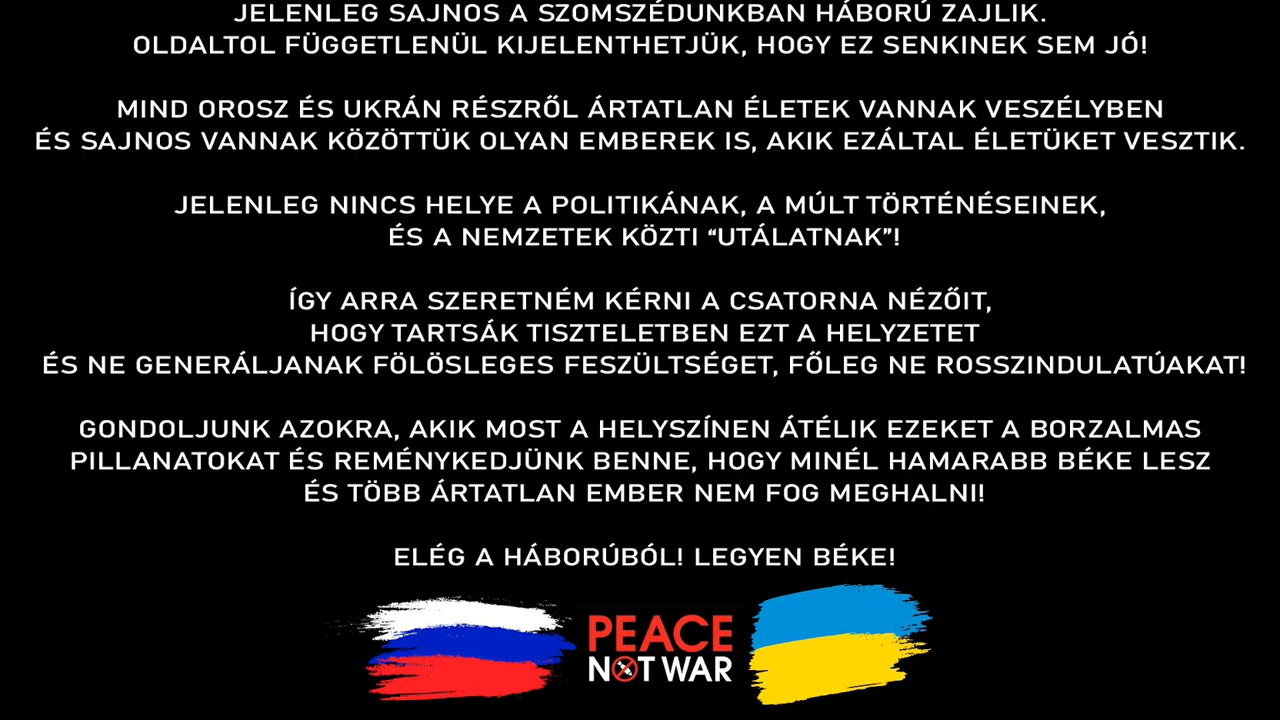 JELENLEG SAJNOS A SZOMSZÉDUNKBAN HÁBORÚ ZAJLIK.
OLDALTOL FÜGGETLENÜL KIJELENTHETJÜK, HOGY EZ SENKINEK SEM JÓ!
MIND OROSZ ÉS UKRÁN RÉSZRŐL ÁRTATLAN ÉLETEK VANNAK VESZÉLYBEN
ÉS SAJNOS VANNAK KÖZÖTTÜK OLYAN EMBEREK IS, AKIK EZÁLTAL ÉLETÜKET VESZTIK.
JELENLEG NINCS HELYE A POLITIKÁNAK, A MÚLT TÖRTÉNÉSEINEK,
ÉS A NEMZETEK KÖZTI “UTÁLATNAK”!
ÍGY ARRA SZERETNÉM KÉRNI A CSATORNA NÉZŐIT,
HOGY TARTSÁK TISZTELETBEN EZT A HELYZETET
ÉS NE GENERÁLJANAK FÖLÖSLEGES FESZÜLTSÉGET, FŐLEG NE ROSSZINDULATÚAKAT!
GONDOLJUNK AZOKRA, AKIK MOST A HELYSZÍNEN ÁTÉLIK EZEKET A BORZALMAS
PILLANATOKAT ÉS REMÉNYKEDJÜNK BENNE, HOGY MINÉL HAMARABB BÉKE LESZ
ÉS TÖBB ÁRTATLAN EMBER NEM FOG MEGHALNI!
ELÉG A HÁBORÚBÓL! LEGYEN BÉKE!
PEACE
NOT WAR